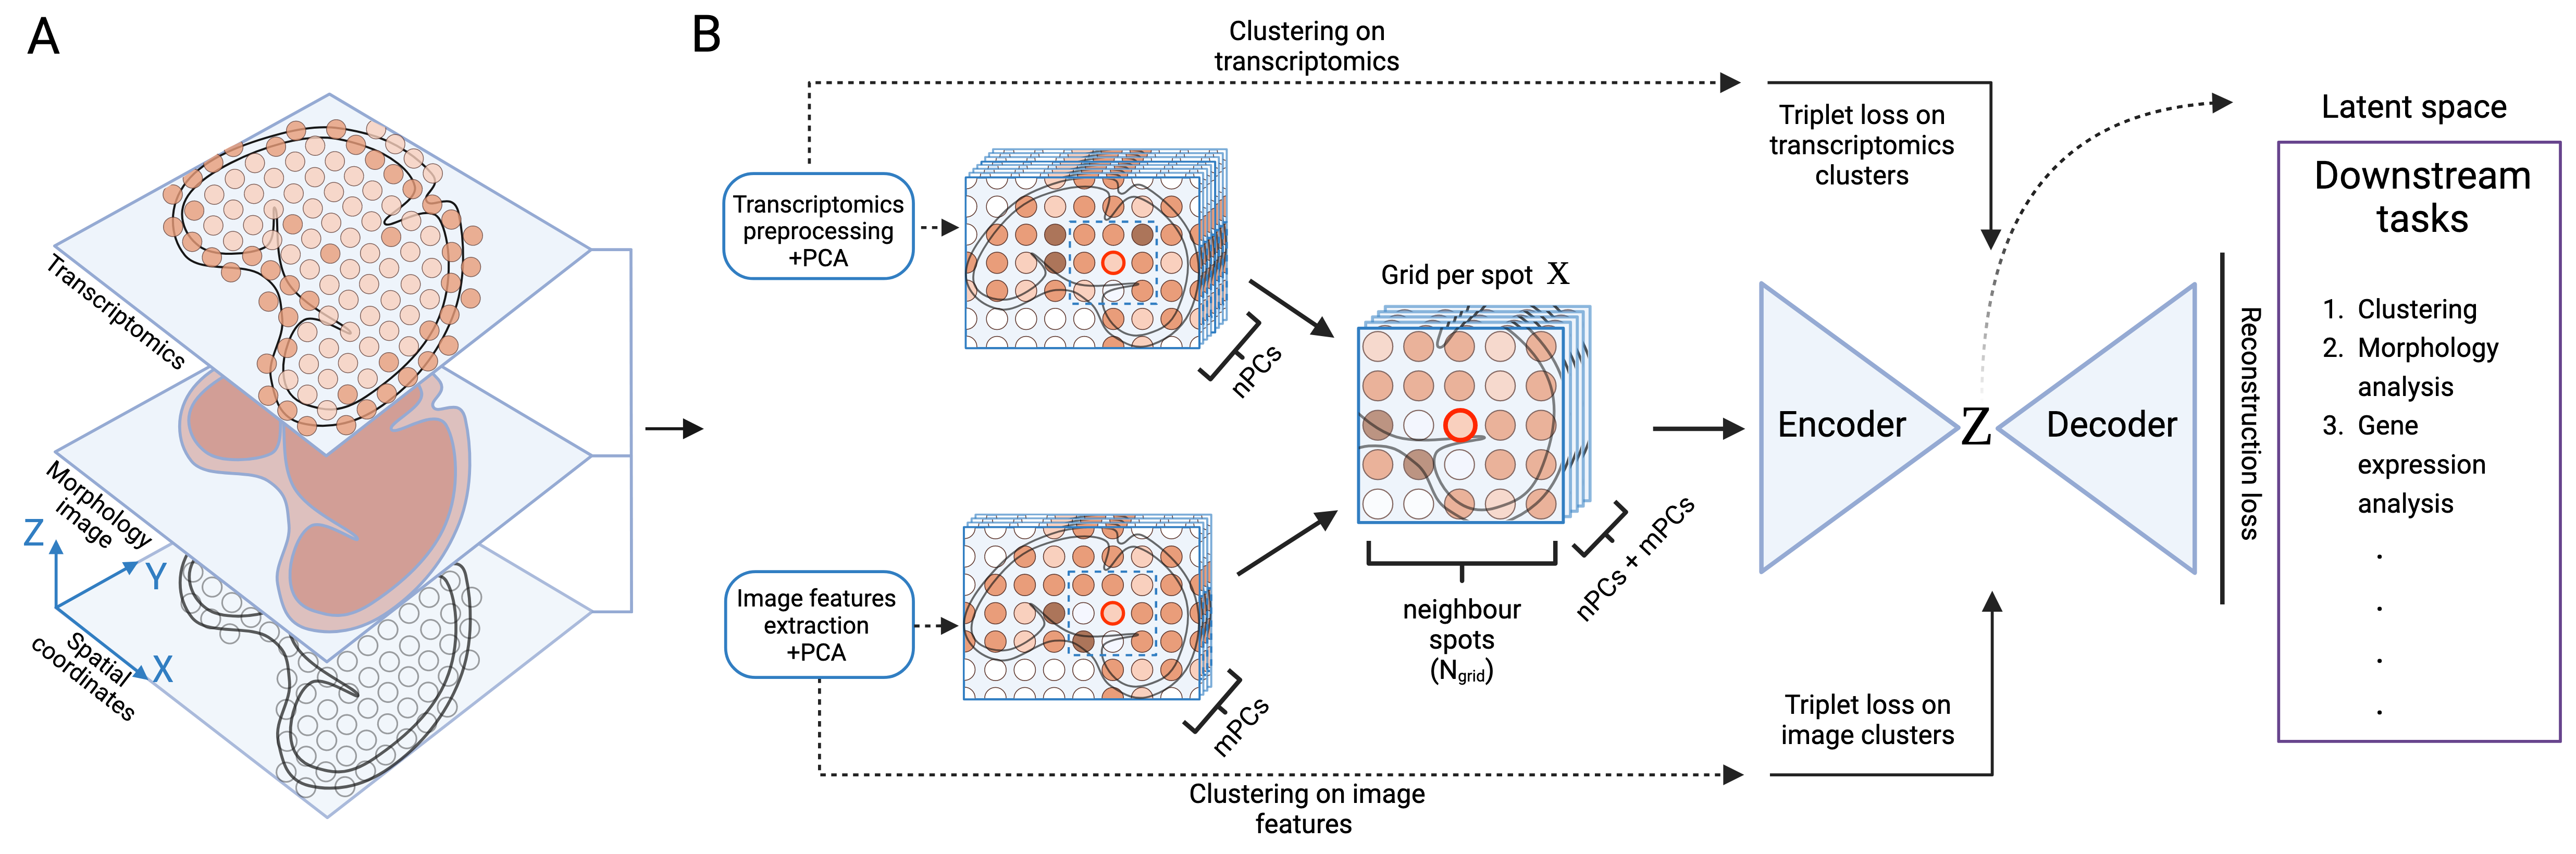 A
Transcriptomics
Morphology
image
Z
Y
X
Spatial
coordinates
B
Clustering on
transcriptomics
Transcriptomics
preprocessing
+PCA
nPCs
Image features
extraction
+PCA
mPCs
Clustering on image
features
Grid per spot X
neighbour
spots
(Ngrid)
nPCs + mPCs
Triplet loss on
transcriptomics
clusters
Encoder
Z
Decoder
Triplet loss on
image clusters
Reconstruction loss
Latent space
Downstream
tasks
1. Clustering
2. Morphology
analysis
3. Gene
expression
analysis
.
.
.
.